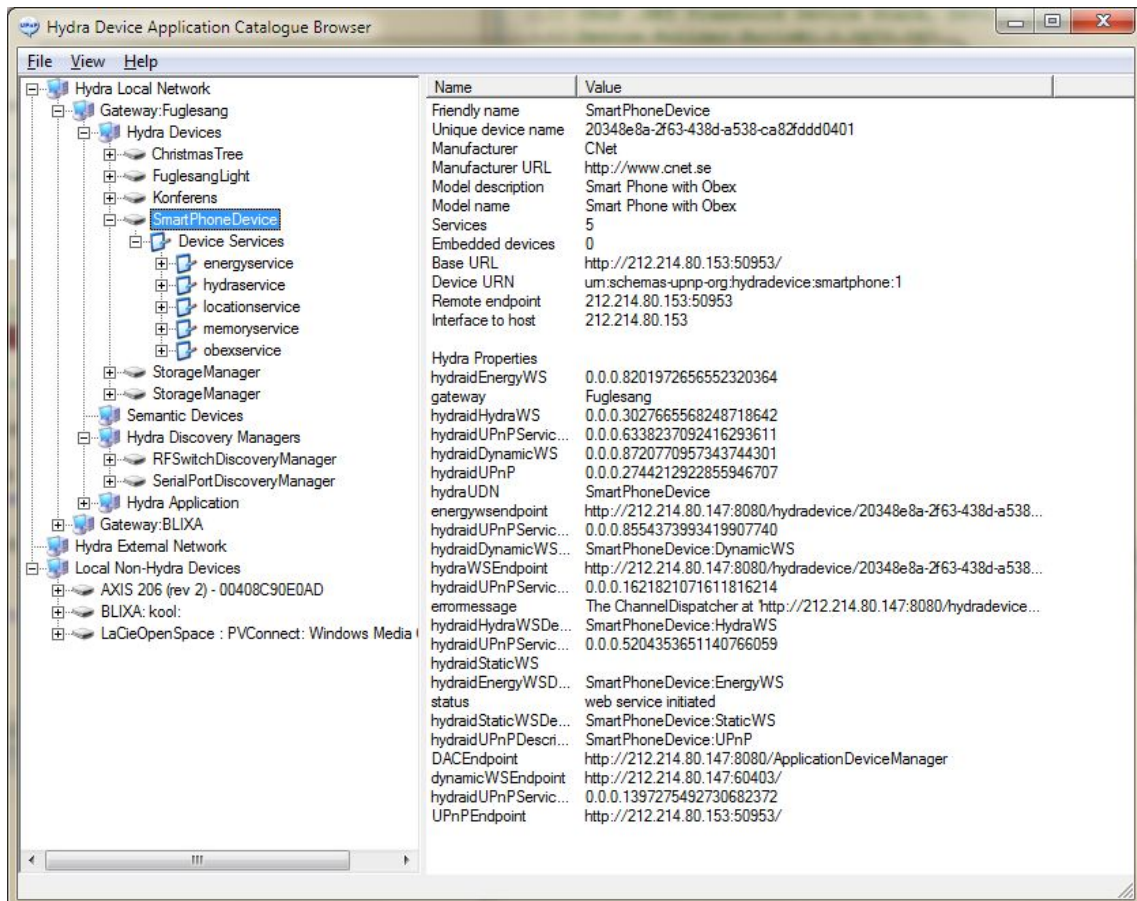 Hydra Device Application Catalogue Browser
File View Help
Hydra Local Network
Gateway:Fuglesang
Hydra Devices
ChristmasTree
FuglesangLight
Konferens
SmartPhoneDevice
Device Services
energyservice
hydraservice
locationservice
memoryservice
obexservice
StorageManager
StorageManager
Semantic Devices
Hydra Discovery Managers
RFSwitchDiscoveryManager
SerialPortDiscoveryManager
Hydra Application
Gateway:BLIXA
Hydra External Network
Local Non-Hydra Devices
AXIS 206 (rev 2) - 00408C90E0AD
BLIXA: kool:
LaCieOpenSpace : PVConnect: Windows Media
Name Value
Friendly name SmartPhoneDevice
Unique device name 20348e8a-2f63-438d-a538-ca82fddd0401
Manufacturer CNet
Manufacturer URL http://www.cnet.se
Model description Smart Phone with Obex
Model name Smart Phone with Obex
Services 5
Embedded devices 0
Base URL http://212.214.80.153:50953/
Device URN urn:schemas-upnp-org:hydradevice:smartphone:1
Remote endpoint 212.214.80.153:50953
Interface to host 212.214.80.153
Hydra Properties
hydraidEnergyWS 0.0.0.8201972656552320364
gateway Fuglesang
hydraidHydraWS 0.0.0.3027665568248718642
hydraidUPnPServic... 0.0.0.6338237092416293611
hydraidDynamicWS 0.0.0.8720770957343744301
hydraidUPnP 0.0.0.2744212922855946707
hydraUDN SmartPhoneDevice
energywsendpoint http://212.214.80.147:8080/hydradevice/20348e8a-2f63-438d-a538...
hydraidUPnPServic... 0.0.0.8554373993419907740
hydraidDynamicWS... SmartPhoneDevice:DynamicWS
hydraWSEndpoint http://212.214.80.147:8080/hydradevice/20348e8a-2f63-438d-a538...
hydraidUPnPServic... 0.0.0.1621821071611816214
errormessage The ChannelDispatcher at 'http://212.214.80.147:8080/hydradevice...
hydraidHydraWSDe... SmartPhoneDevice:HydraWS
hydraidUPnPServic... 0.0.0.5204353651140766059
hydraidStaticWS
hydraidEnergyWSD... SmartPhoneDevice:EnergyWS
status web service initiated
hydraidStaticWSDe... SmartPhoneDevice:StaticWS
hydraidUPnPDescri... SmartPhoneDevice:UPnP
DACEndpoint http://212.214.80.147:8080/ApplicationDeviceManager
dynamicWSEndpoint http://212.214.80.147:60403/
hydraidUPnPServic... 0.0.0.1397275492730682372
UPnPEndpoint http://212.214.80.153:50953/